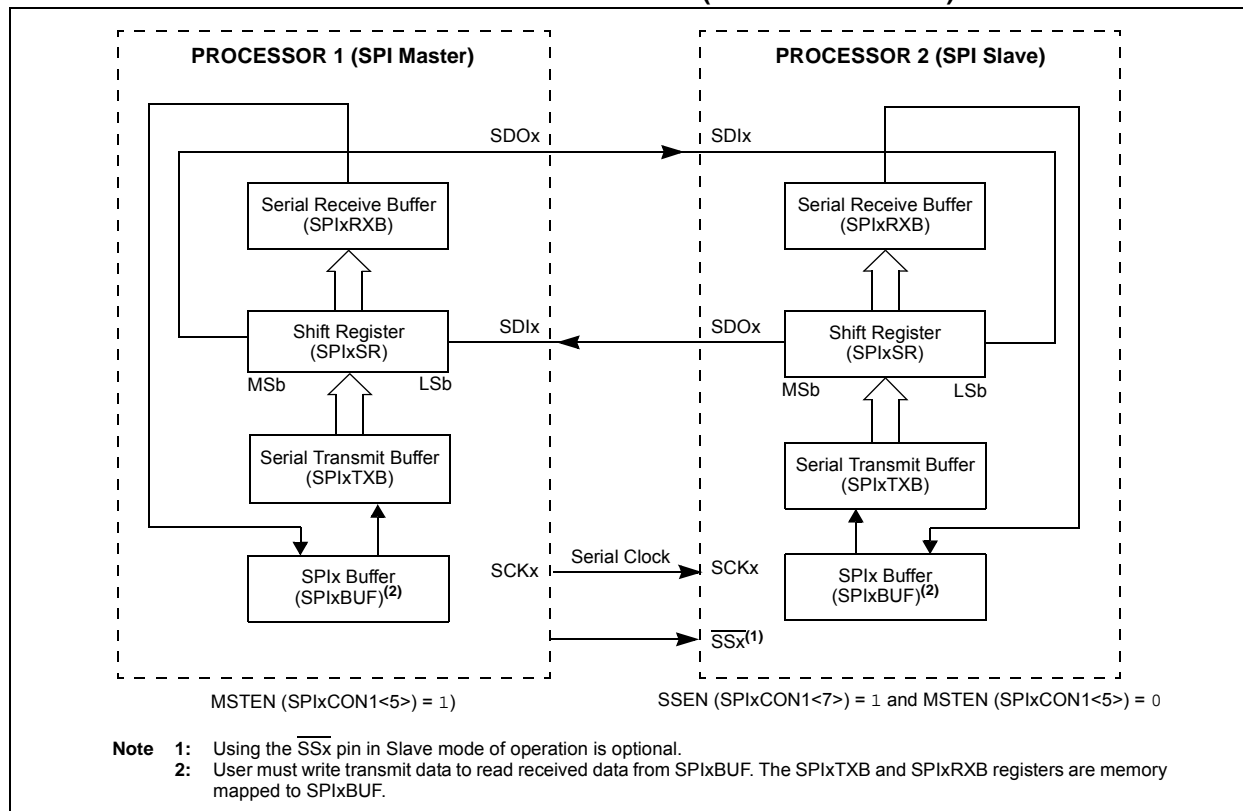 PROCESSOR 1 (SPI Master)
PROCESSOR 2 (SPI Slave)
SDOx
SDIx
Serial Receive Buffer
(SPIxRXB)
Serial Receive Buffer
(SPIxRXB)
Shift Register
(SPIxSR)
SDIx
SDOx
Shift Register
(SPIxSR)
MSb
LSb
MSb
LSb
Serial Transmit Buffer
(SPIxTXB)
Serial Transmit Buffer
(SPIxTXB)
SPIx Buffer
(SPIxBUF)(2)
SCKx
Serial Clock
SCKx
SPIx Buffer
(SPIxBUF)(2)
SSx(1)
MSTEN (SPIxCON1<5>) = 1)
SSEN (SPIxCON1<7>) = 1 and MSTEN (SPIxCON1<5>) = 0
Note 1: Using the SSx pin in Slave mode of operation is optional.
2: User must write transmit data to read received data from SPIxBUF. The SPIxTXB and SPIxRXB registers are memory
mapped to SPIxBUF.